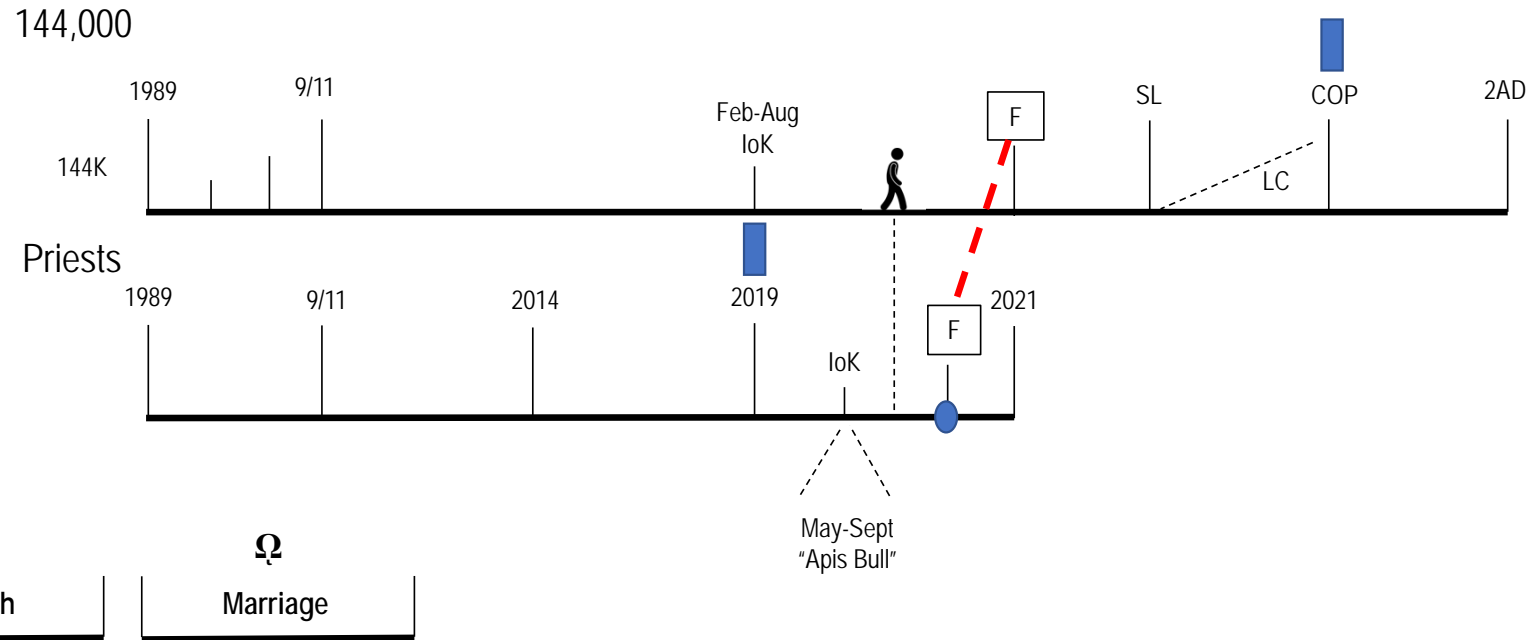 144,000
1989
9/11
Feb-Aug
IoK
F
SL
COP
2AD
144K
LC
Priests
1989
9/11
2014
2019
IoK
F
2021
May-Sept
"Apis Bull"
Ω
h
Marriage